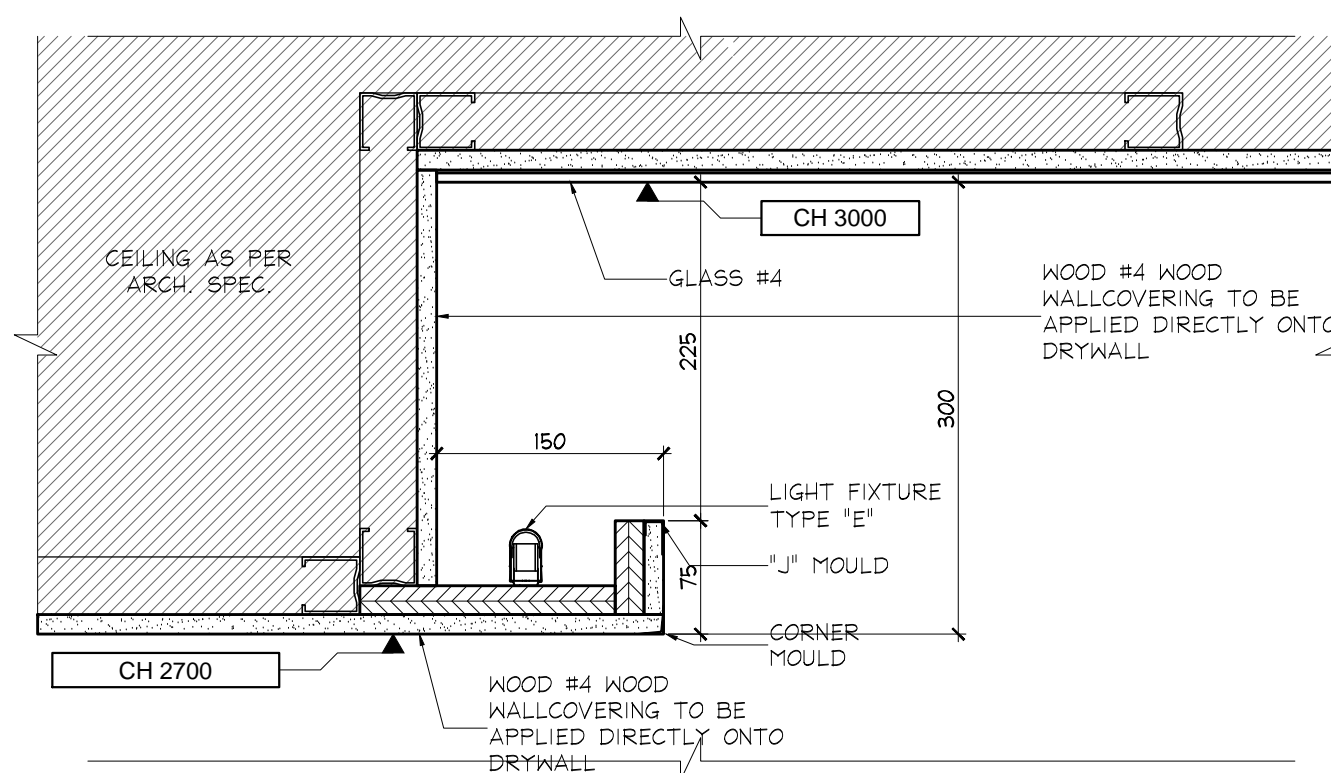 CEILING AS PER
ARCH. SPEC.
CH 3000
GLASS #4
WOOD #4 WOOD
WALLCOVERING TO BE
APPLIED DIRECTLY ONTO
DRYWALL
225
300
150
LIGHT FIXTURE
TYPE "E"
"J" MOULD
75
CORNER
MOULD
CH 2700
WOOD #4 WOOD
WALLCOVERING TO BE
APPLIED DIRECTLY ONTO
DRYWALL